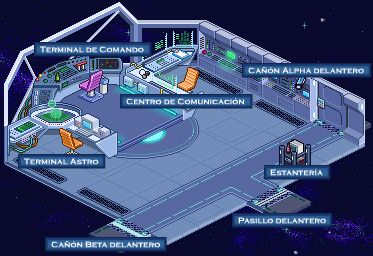 Terminal de Comando
Cañón Alpha delantero
Centro de Comunicación
Terminal Astro
Estantería
Pasillo delantero
Cañón Beta delantero